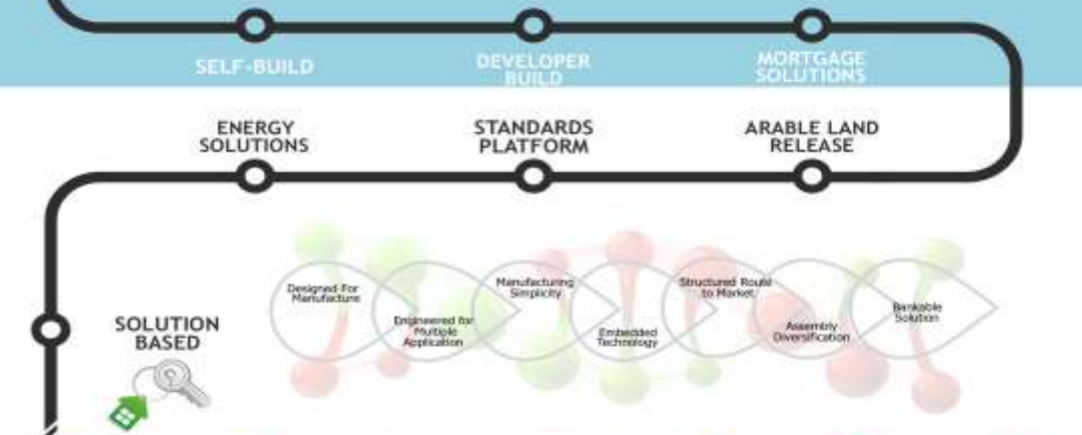 SELF-BUILD
DEVELOPER
BUILD
MORTGAGE
SOLUTIONS
ENERGY
SOLUTIONS
STANDARDS
PLATFORM
ARABLE LAND
RELEASE
SOLUTION
BASED
Designed For
Manufacture
Engineered for
Multiple
Application
Manufacturing
Simplicity
Embedded
Technology
Structured Route
to Market
Assembly
Diversification
Bankable
Solution